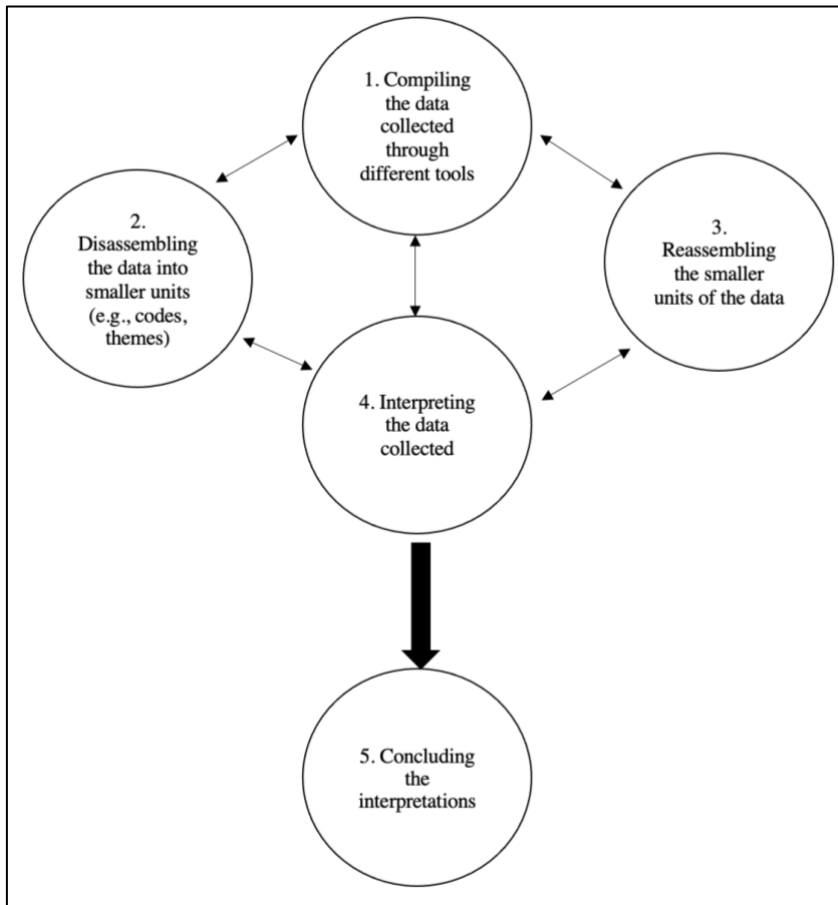 1. Compiling
the data
collected
through
different tools
2.
Disassembling
the data into
smaller units
(e.g., codes,
themes)
3.
Reassembling
the smaller
units of the data
4. Interpreting
the data
collected
5. Concluding
the
interpretations